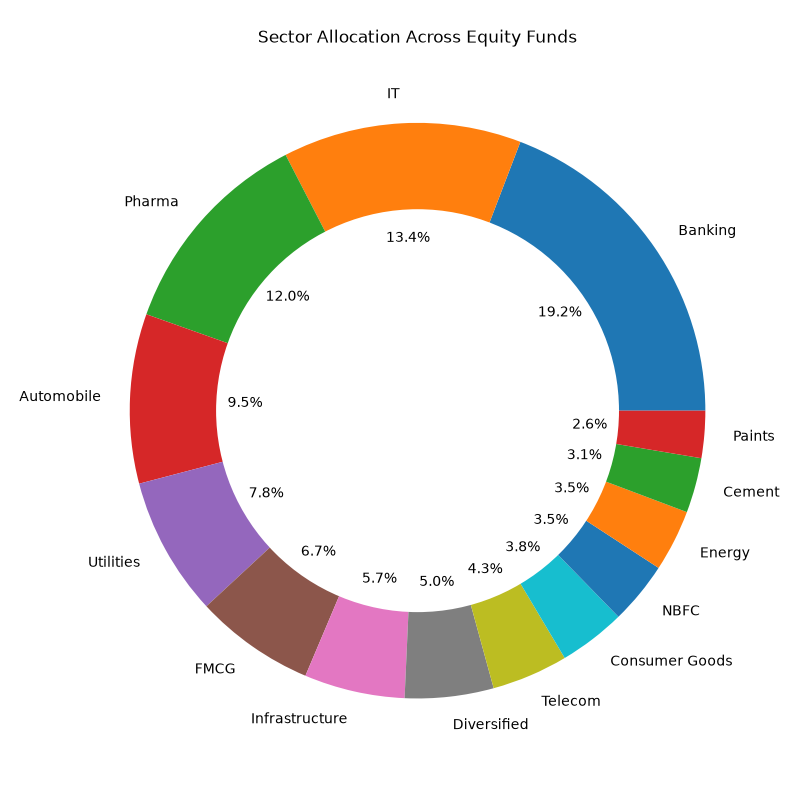 Sector Allocation Across Equity Funds
IT
Pharma
Banking
13.4%
12.0%
19.2%
Automobile
9.5%
2.6%
Paints
3.1%
7.8%
3.5%
Cement
3.5%
6.7%
3.8%
Energy
Utilities
4.3%
5.7%
5.0%
NBFC
FMCG
Consumer Goods
Telecom
Infrastructure
Diversified